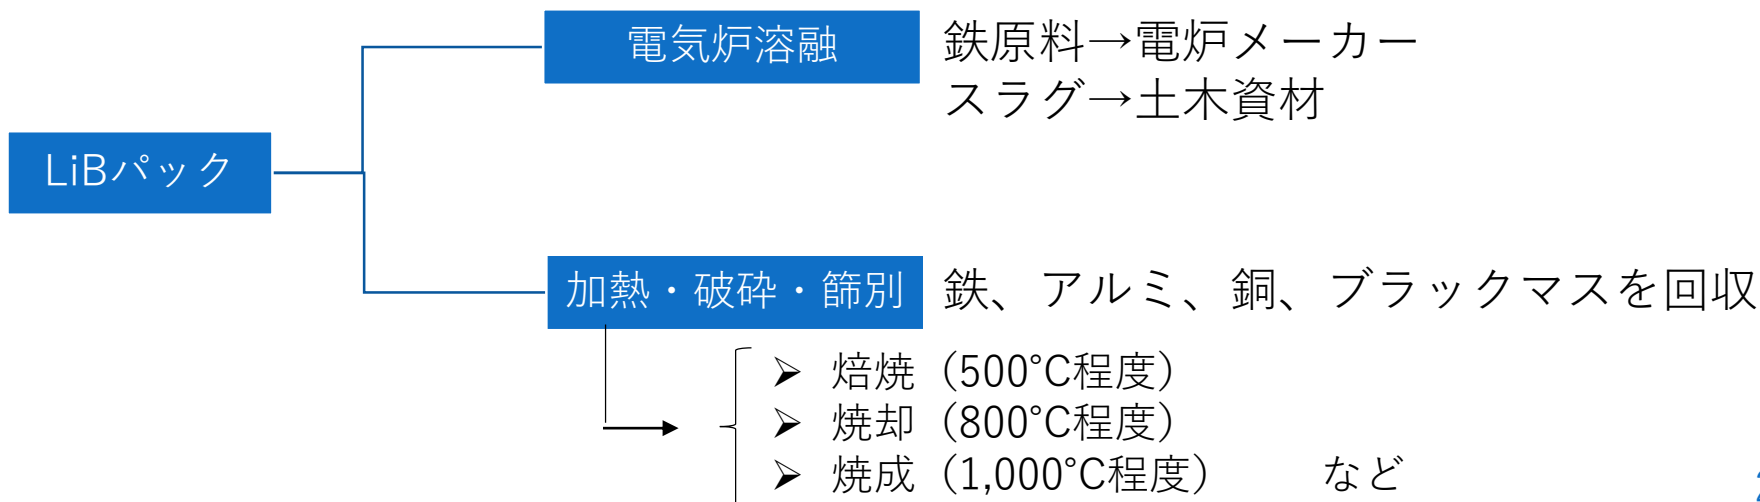 電気炉溶融
鉄原料→電炉メーカー
スラグ→土木資材
LiBパック
加熱・破砕・篩別
鉄、アルミ、銅、ブラックマスを回収
➢ 焙焼（500°C程度）
➢ 焼却（800°C程度）
➢ 焼成（1,000°C程度） など